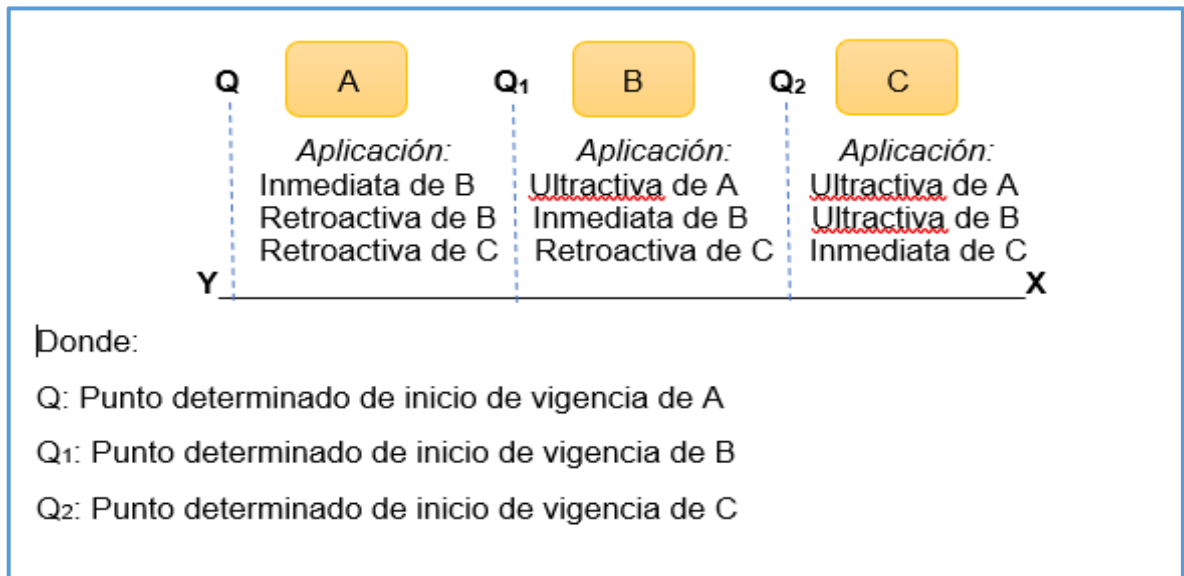 Q A Q₁ B Q₂ C
Aplicación: Aplicación: Aplicación:
Inmediata de B Ultractiva de A Ultractiva de A
Retroactiva de B Inmediata de B Ultractiva de B
Retroactiva de C Retroactiva de C Inmediata de C
Y X
Donde:
Q: Punto determinado de inicio de vigencia de A
Q₁: Punto determinado de inicio de vigencia de B
Q₂: Punto determinado de inicio de vigencia de C